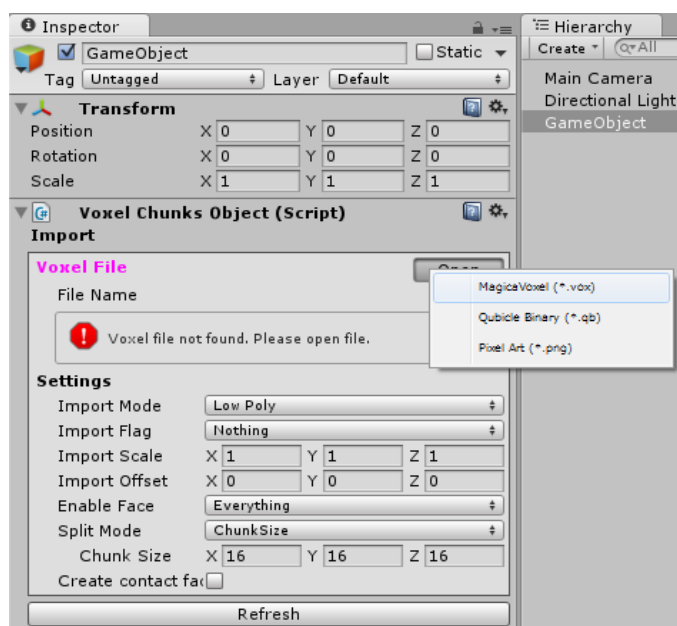 Inspector
GameObject Static
Tag Untagged Layer Default
Transform
Position X 0 Y 0 Z 0
Rotation X 0 Y 0 Z 0
Scale X 1 Y 1 Z 1
Voxel Chunks Object (Script)
Import
Voxel File Open
File Name
Voxel file not found. Please open file.
MagicaVoxel (*.vox)
Qubicle Binary (*.qb)
Pixel Art (*.png)
Settings
Import Mode Low Poly
Import Flag Nothing
Import Scale X 1 Y 1 Z 1
Import Offset X 0 Y 0 Z 0
Enable Face Everything
Split Mode ChunkSize
Chunk Size X 16 Y 16 Z 16
Create contact fa
Refresh
Hierarchy
Create All
Main Camera
Directional Light
GameObject